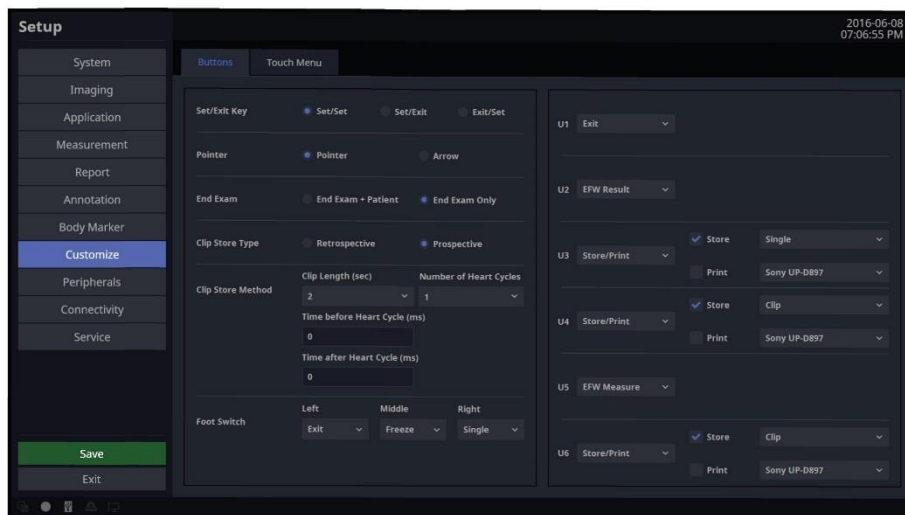 Setup
2016-06-08
07:06:55 PM
System
Imaging
Application
Measurement
Report
Annotation
Body Marker
Customize
Peripherals
Connectivity
Service
Save
Exit
Buttons Touch Menu
Set/Exit Key Set/Set Set/Exit Exit/Set
Pointer Pointer Arrow
End Exam End Exam + Patient End Exam Only
Clip Store Type Retrospective Prospective
Clip Store Method
Clip Length (sec) Number of Heart Cycles
2 1
Time before Heart Cycle (ms)
0
Time after Heart Cycle (ms)
0
Foot Switch
Left Middle Right
Exit Freeze Single
U1 Exit
U2 EFW Result
U3 Store/Print
Store Single
Print Sony UP-D897
U4 Store/Print
Store Clip
Print Sony UP-D897
U5 EFW Measure
U6 Store/Print
Store Clip
Print Sony UP-D897